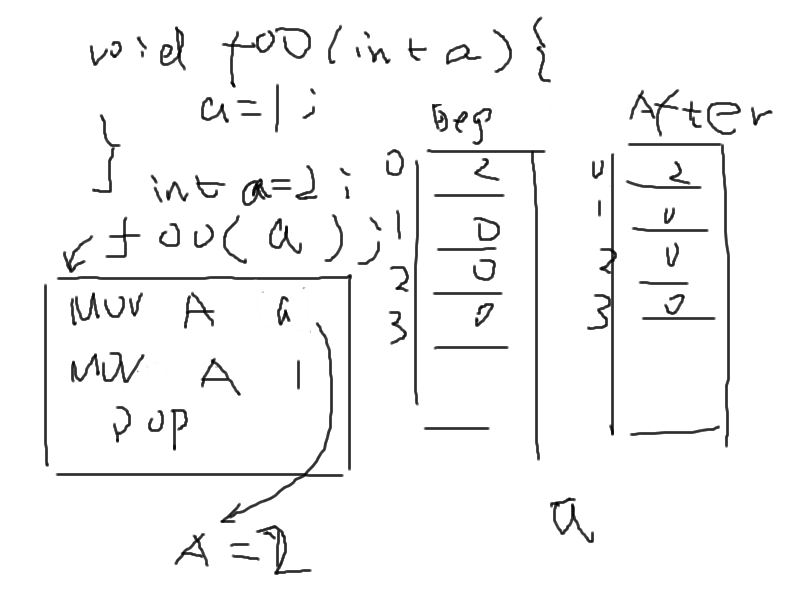 void foo(int a){
a=1;
}
int a=2;
foo(a);
MOV A a
MOV A 1
POP
A=2
Beg
0 2
1 0
2 0
3 0
After
0 2
1 0
2 0
3 0
a